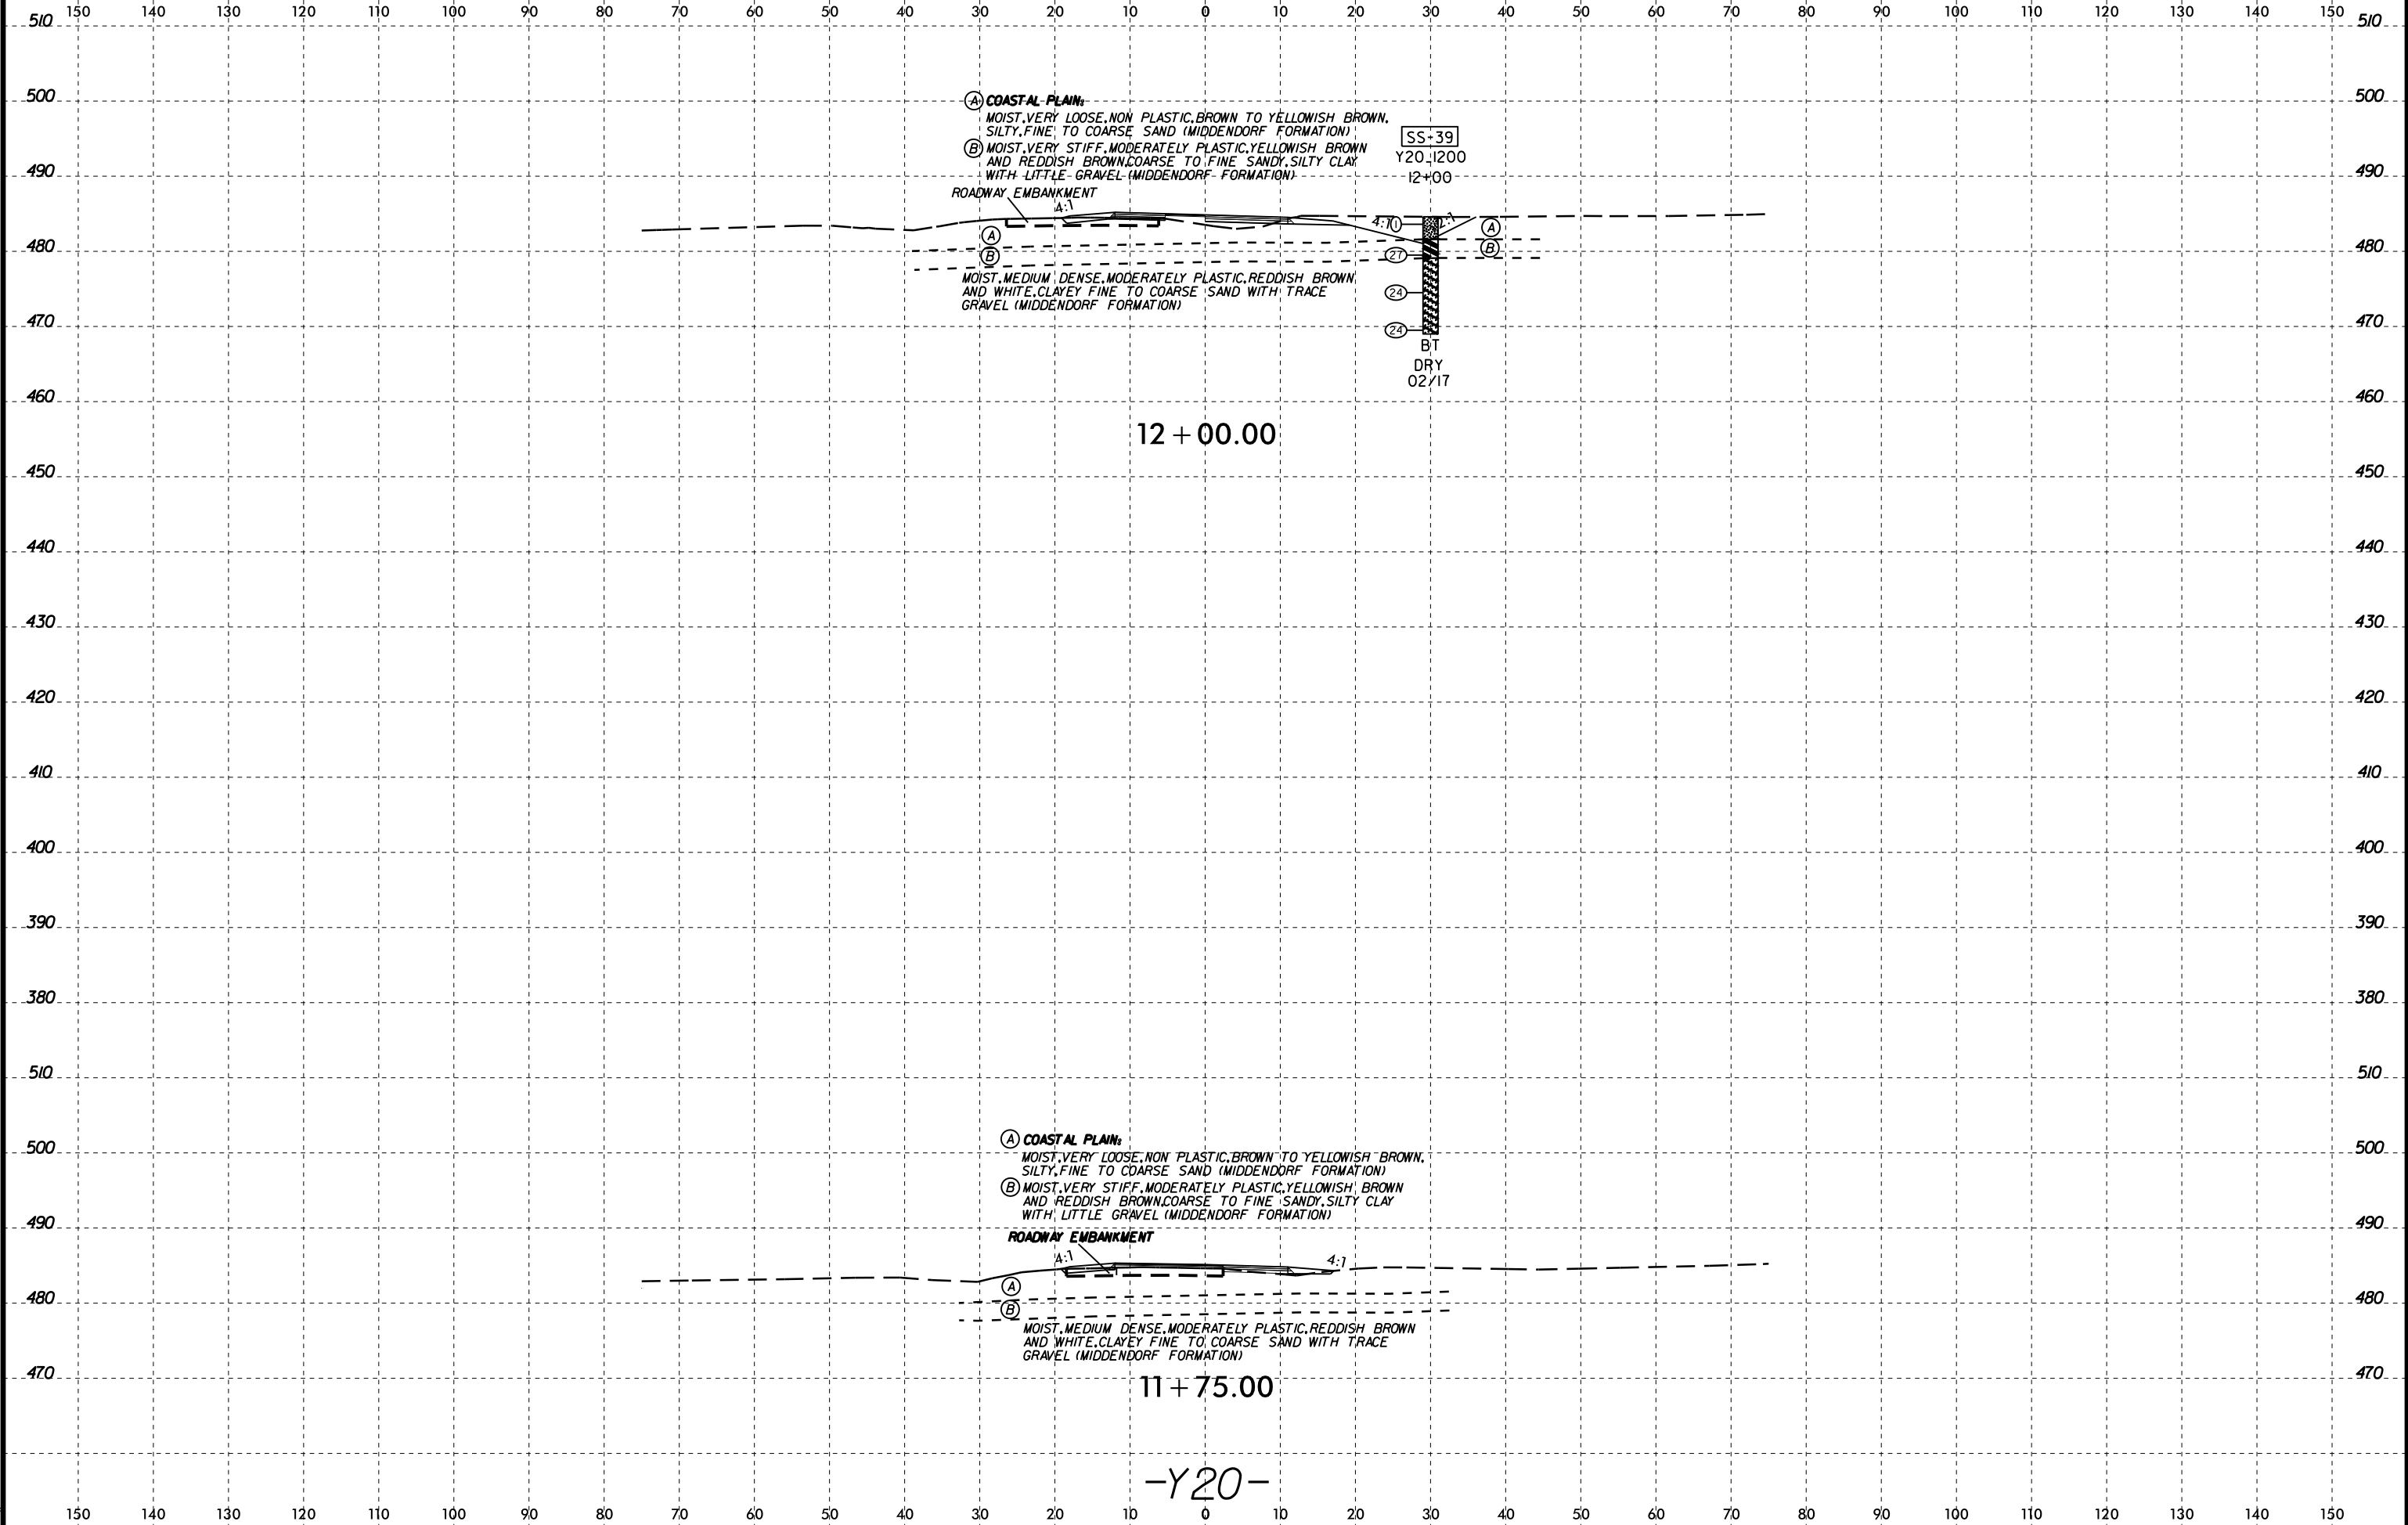 150 140 130 120 110 100 90 80 70 60 50 40 30 20 10 0 10 20 30 40 50 60 70 80 90 100 110 120 130 140 150
510 510
500 500
Ⓐ COASTAL PLAIN:
MOIST, VERY LOOSE, NON PLASTIC, BROWN TO YELLOWISH BROWN,
SILTY, FINE TO COARSE SAND (MIDDENDORF FORMATION)
Ⓑ MOIST, VERY STIFF, MODERATELY PLASTIC, YELLOWISH BROWN
AND REDDISH BROWN, COARSE TO FINE SANDY, SILTY CLAY
WITH LITTLE GRAVEL (MIDDENDORF FORMATION)
SS-39
Y20_1200
12+00
490 490
ROADWAY EMBANKMENT
4:1
4:1 1 2:1
A A
480 480
B B
27
MOIST, MEDIUM DENSE, MODERATELY PLASTIC, REDDISH BROWN
AND WHITE, CLAYEY FINE TO COARSE SAND WITH TRACE
GRAVEL (MIDDENDORF FORMATION)
24
470 470
24
BT
DRY
02/17
460 460
12+00.00
450 450
440 440
430 430
420 420
410 410
400 400
390 390
380 380
510 510
500 500
Ⓐ COASTAL PLAIN:
MOIST, VERY LOOSE, NON PLASTIC, BROWN TO YELLOWISH BROWN,
SILTY, FINE TO COARSE SAND (MIDDENDORF FORMATION)
Ⓑ MOIST, VERY STIFF, MODERATELY PLASTIC, YELLOWISH BROWN
AND REDDISH BROWN, COARSE TO FINE SANDY, SILTY CLAY
WITH LITTLE GRAVEL (MIDDENDORF FORMATION)
490 490
ROADWAY EMBANKMENT
4:1 4:1
A
480 480
B
MOIST, MEDIUM DENSE, MODERATELY PLASTIC, REDDISH BROWN
AND WHITE, CLAYEY FINE TO COARSE SAND WITH TRACE
GRAVEL (MIDDENDORF FORMATION)
470 470
11+75.00
-Y20-
150 140 130 120 110 100 90 80 70 60 50 40 30 20 10 0 10 20 30 40 50 60 70 80 90 100 110 120 130 140 150